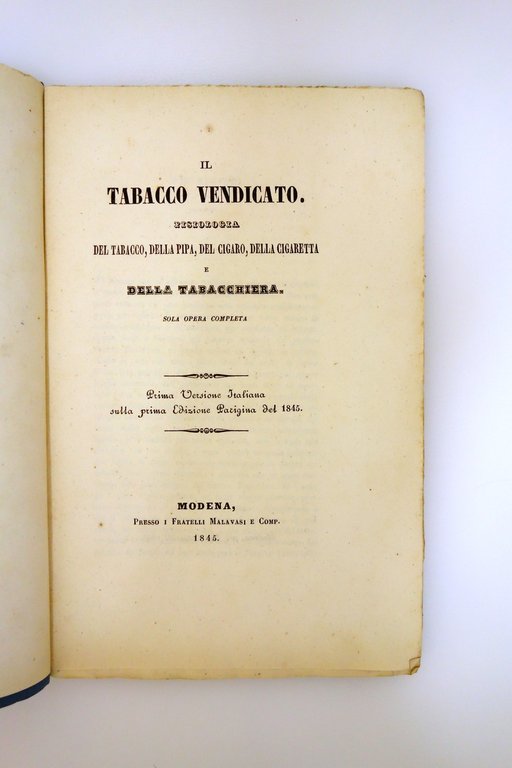 IL
TABACCO VENDICATO.
FISIOLOGIA
DEL TABACCO, DELLA PIPA, DEL CIGARO, DELLA CIGARETTA
E
DELLA TABACCHIERA.
SOLA OPERA COMPLETA
Prima Versione Italiana
sulla prima Edizione Parigina del 1845.
MODENA,
PRESSO I FRATELLI MALAVASI E COMP.
1845.